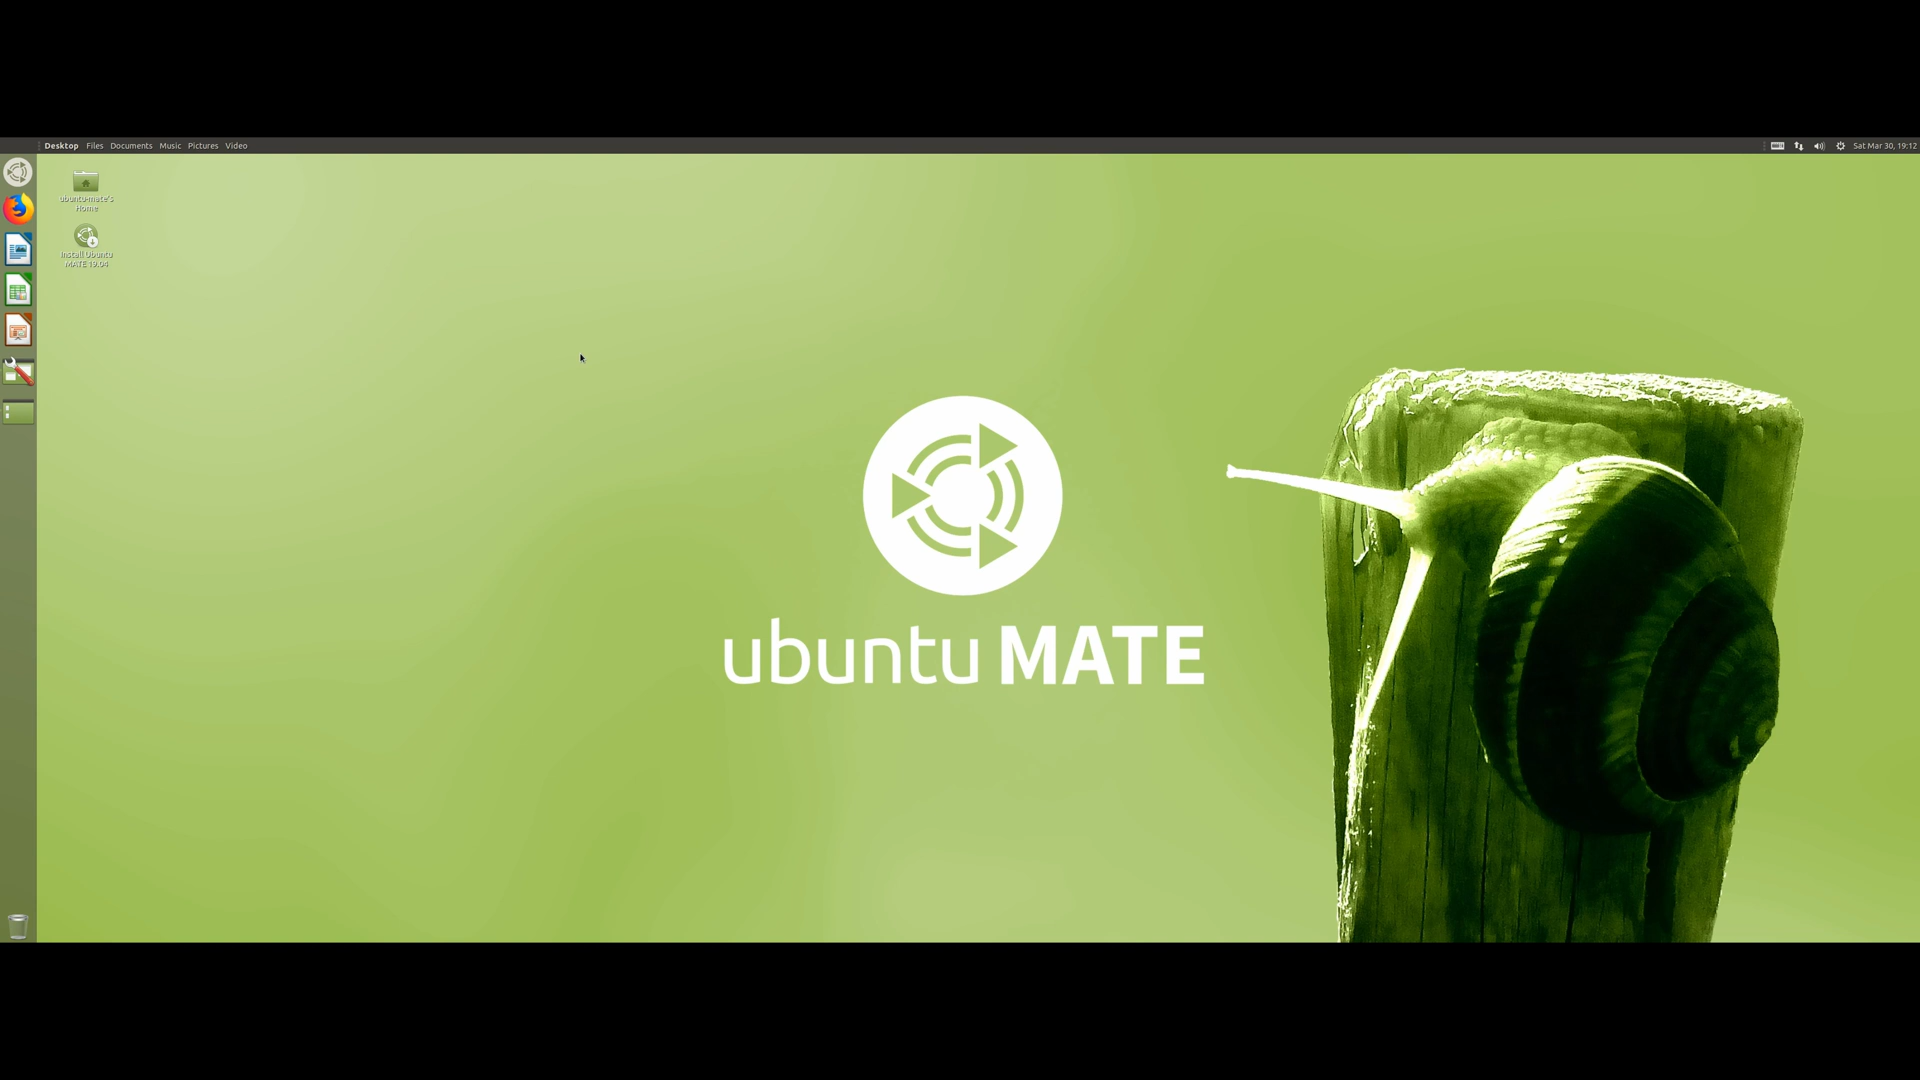 Desktop Files Documents Music Pictures Video
Sat Mar 30, 19:12
ubuntu-mate's
Home
Install Ubuntu
MATE 19.04
ubuntu MATE